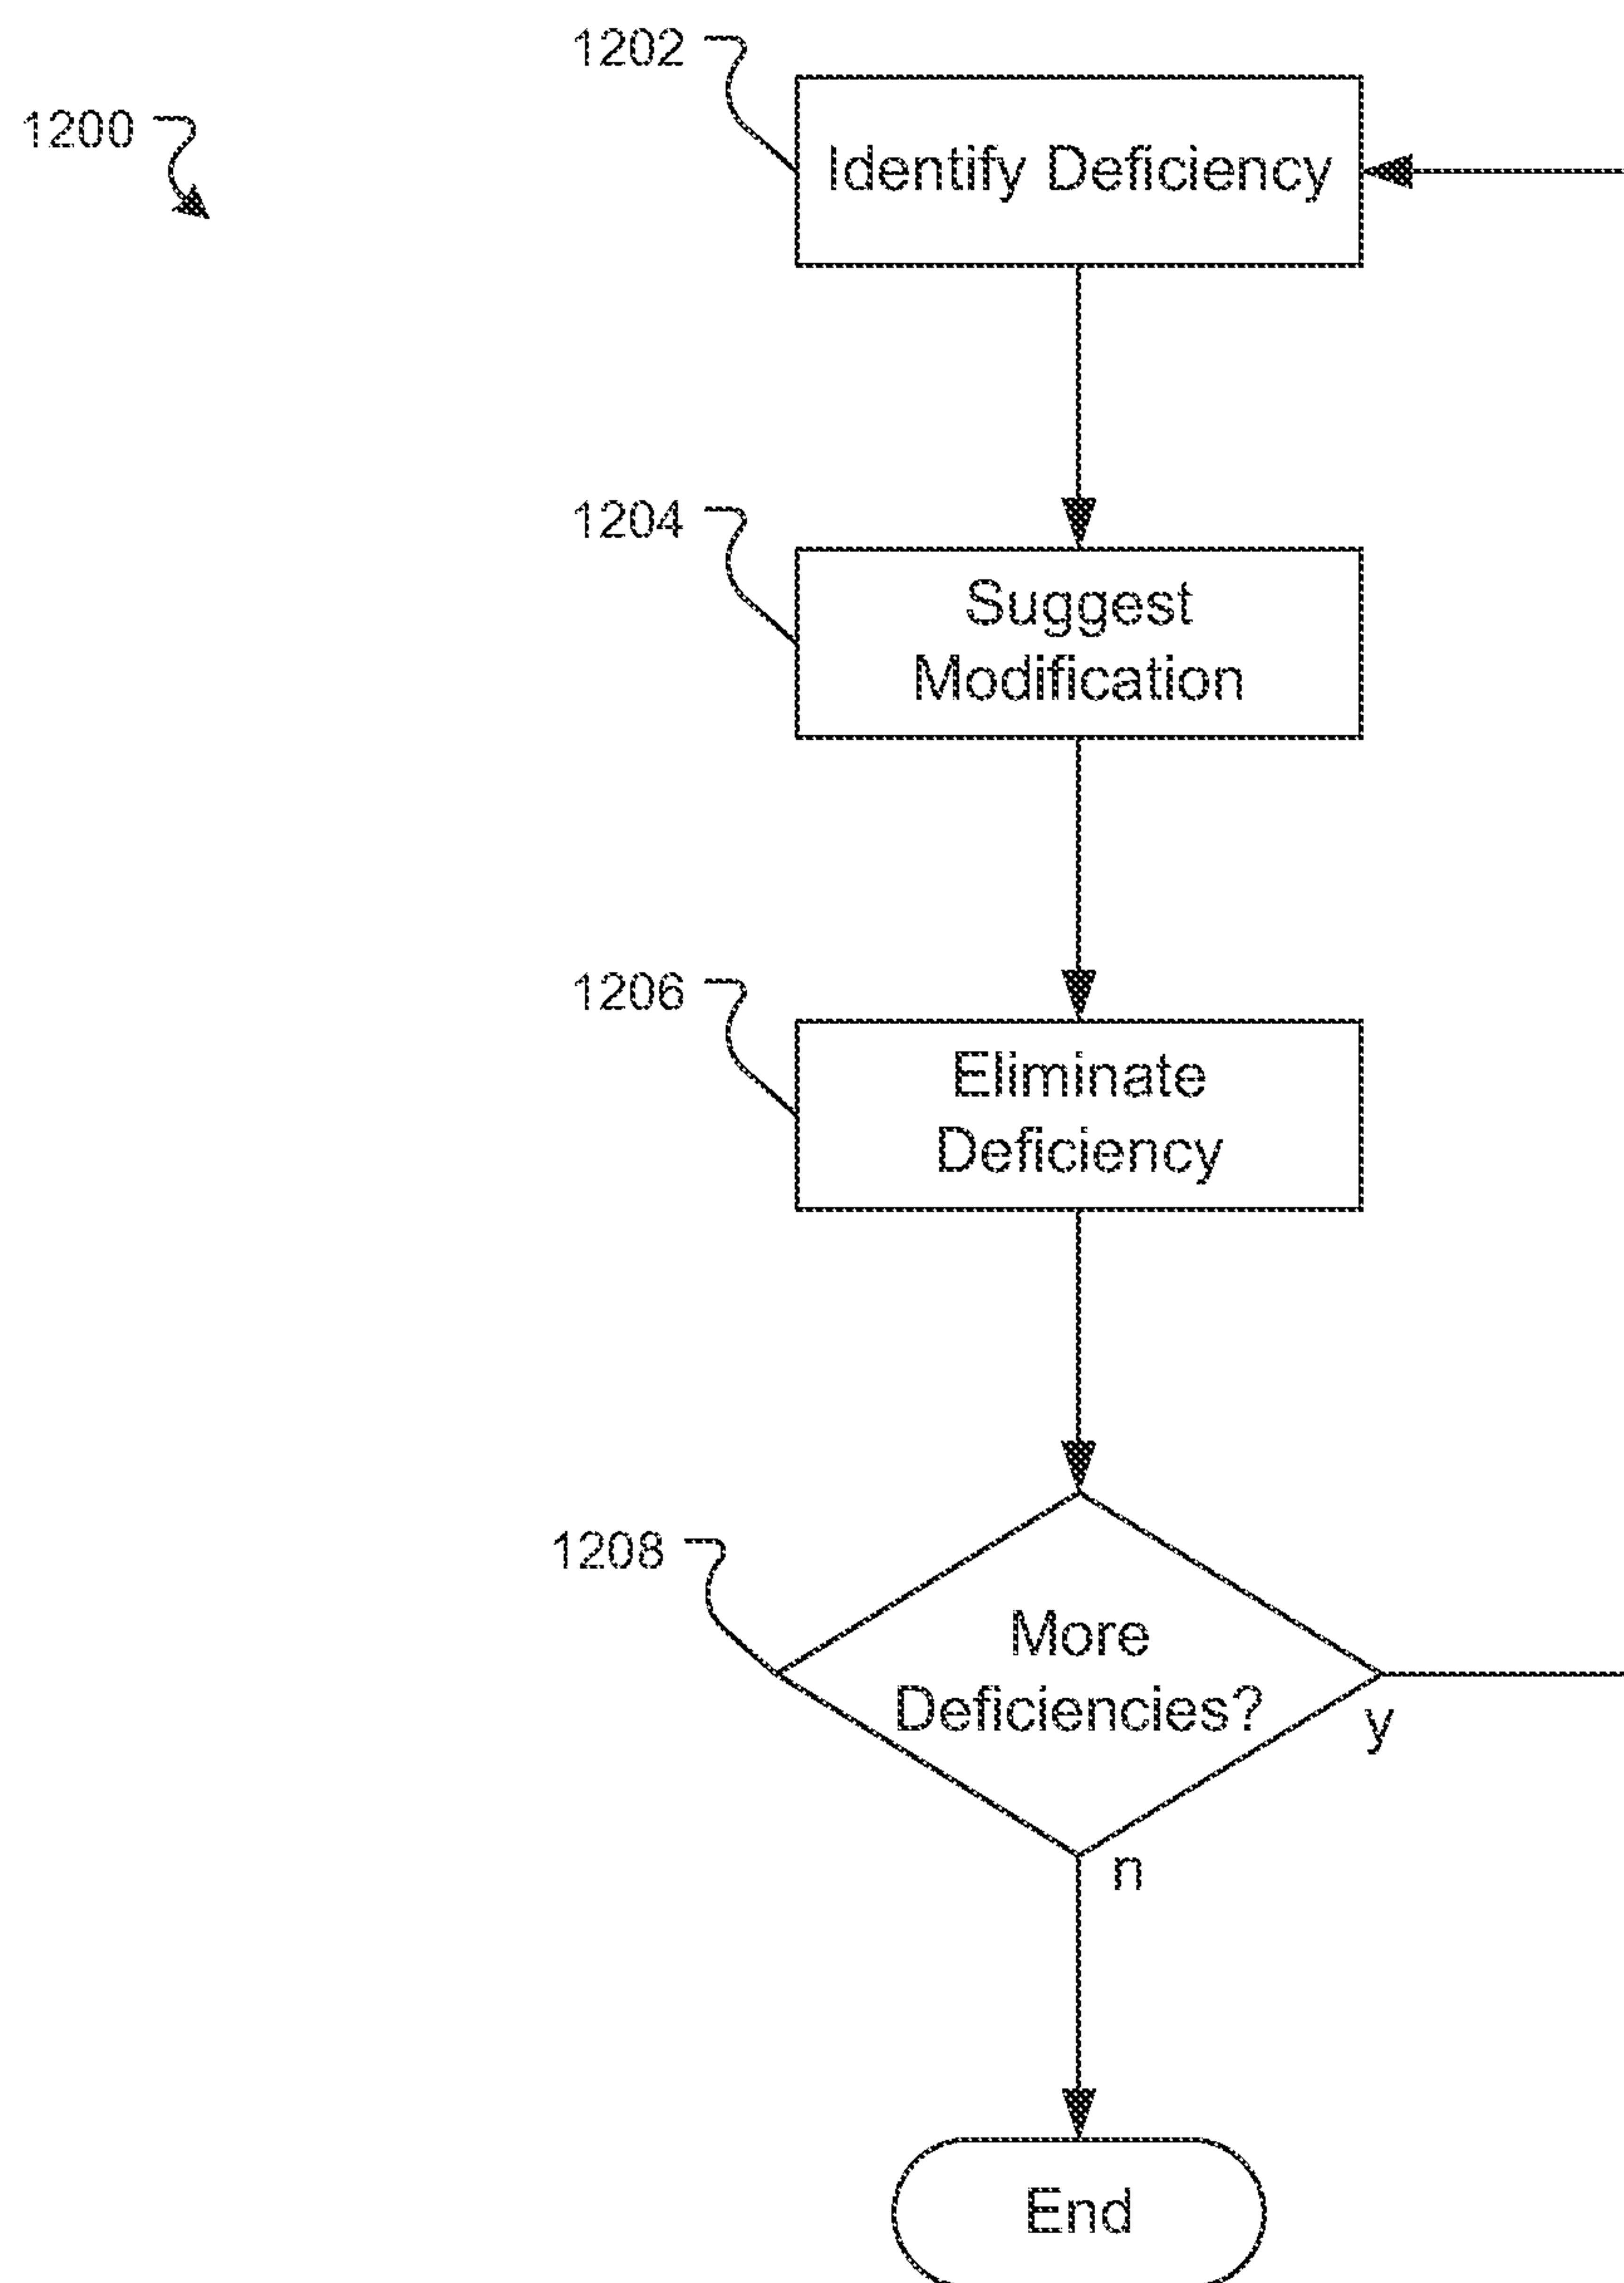 1200
1202
Identify Deficiency
1204
Suggest
Modification
1206
Eliminate
Deficiency
1208
More
Deficiencies?
y
n
End